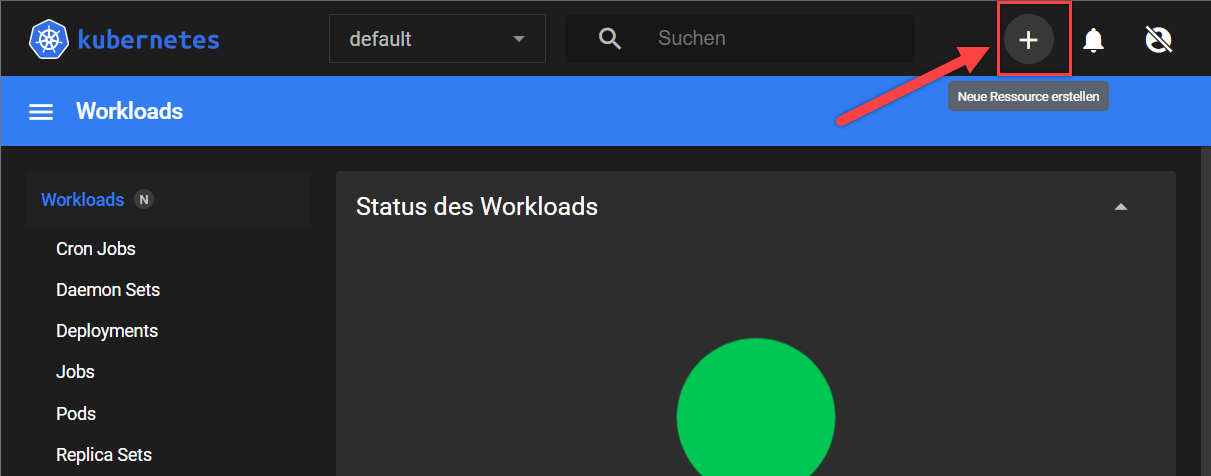 kubernetes
default
Suchen
Neue Ressource erstellen
Workloads
Workloads N
Status des Workloads
Cron Jobs
Daemon Sets
Deployments
Jobs
Pods
Replica Sets